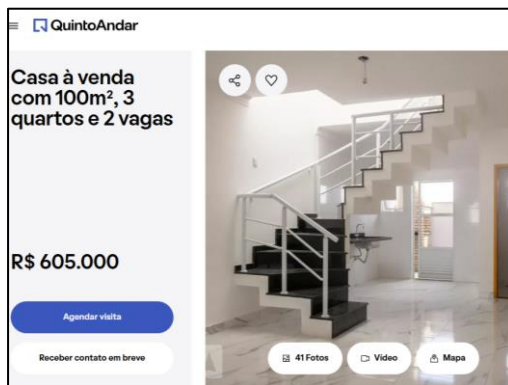 QuintoAndar
Casa à venda
com 100m², 3
quartos e 2 vagas
R$ 605.000
Agendar visita
Receber contato em breve
41 Fotos
Vídeo
Mapa